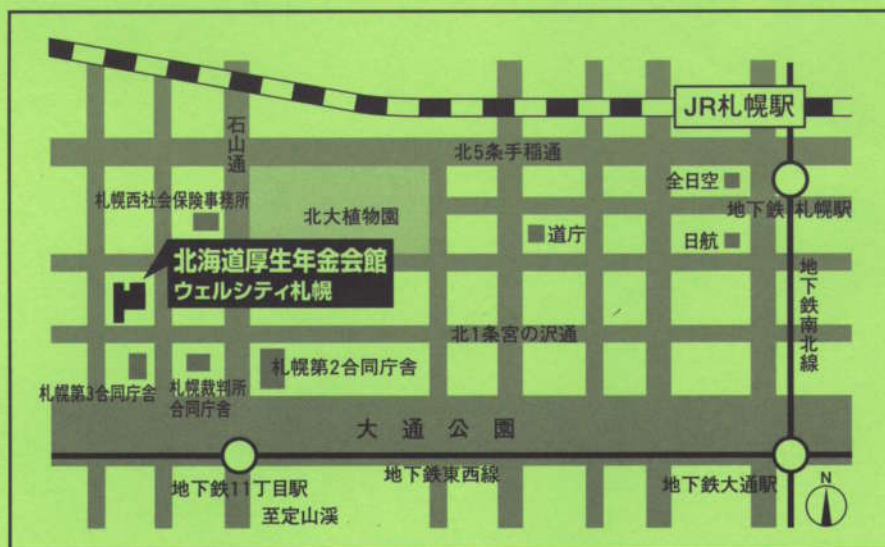 JR札幌駅
石山通
北5条手稲通
全日空
札幌西社会保険事務所
北大植物園
地下鉄 札幌駅
道庁
日航
北海道厚生年金会館
ウェルシティ札幌
地下鉄南北線
北1条宮の沢通
札幌第2合同庁舎
札幌第3合同庁舎
札幌裁判所
合同庁舎
大通公園
地下鉄東西線
地下鉄11丁目駅
地下鉄大通駅
至定山渓
N